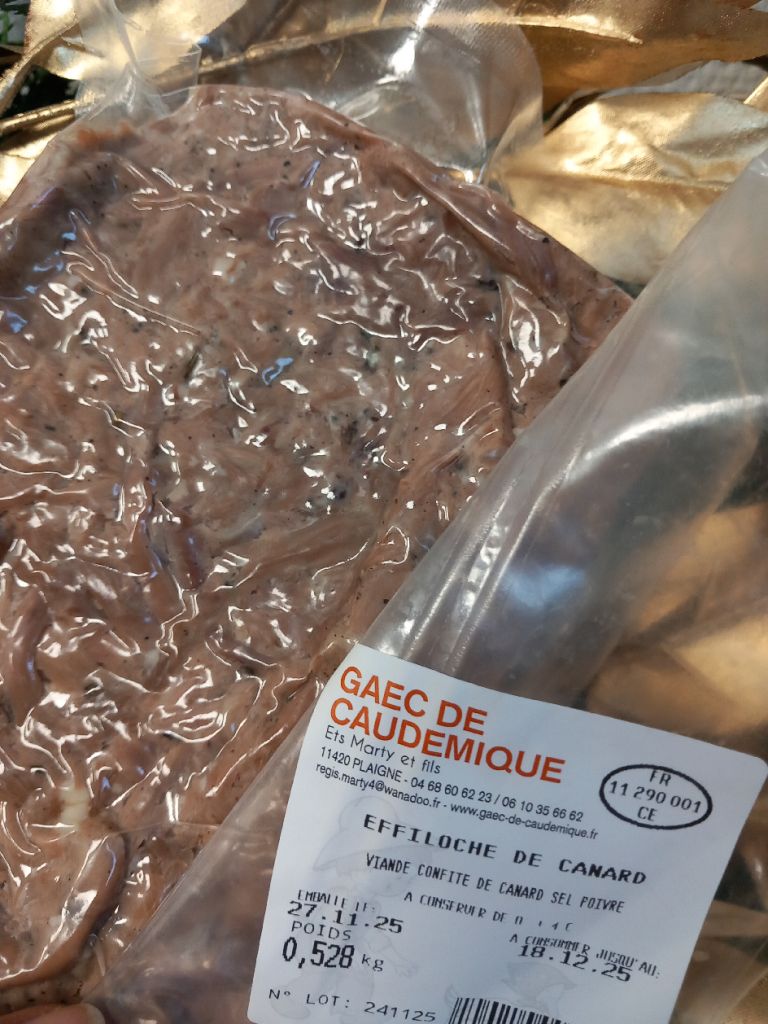 GAEC DE
CAUDEMIQUE
Ets Marty et fils
11420 PLAIGNE - 04 68 60 62 23 / 06 10 35 66 62
regis.marty4@wanadoo.fr - www.gaec-de-caudemique.fr
FR
11 290 001
CE
EFFILOCHE DE CANARD
VIANDE CONFITE DE CANARD SEL POIVRE
A CONSERVER DE 0
EMBALLE LE:
27.11.25
A CONSOMMER JUSQU'AU:
18.12.25
POIDS
0,528 kg
N° LOT: 241125